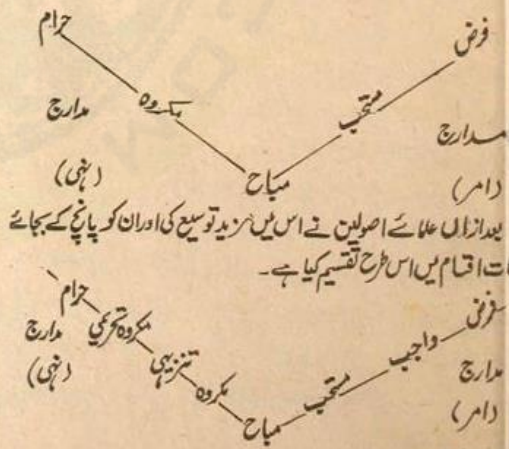 فرض حرام
مستحب مکروہ
مدارج مدارج
مباح
(امر) (نہی)
بعد ازاں علمائے اصولین نے اس میں مزید توسیع کی اور ان کو پانچ کے بجائے
ات اقسام میں اس طرح تقسیم کیا ہے۔
فرض حرام
واجب مکروہ تحریمی
مدارج مدارج
مستحب مکروہ تنزیہی
(امر) (نہی)
مباح